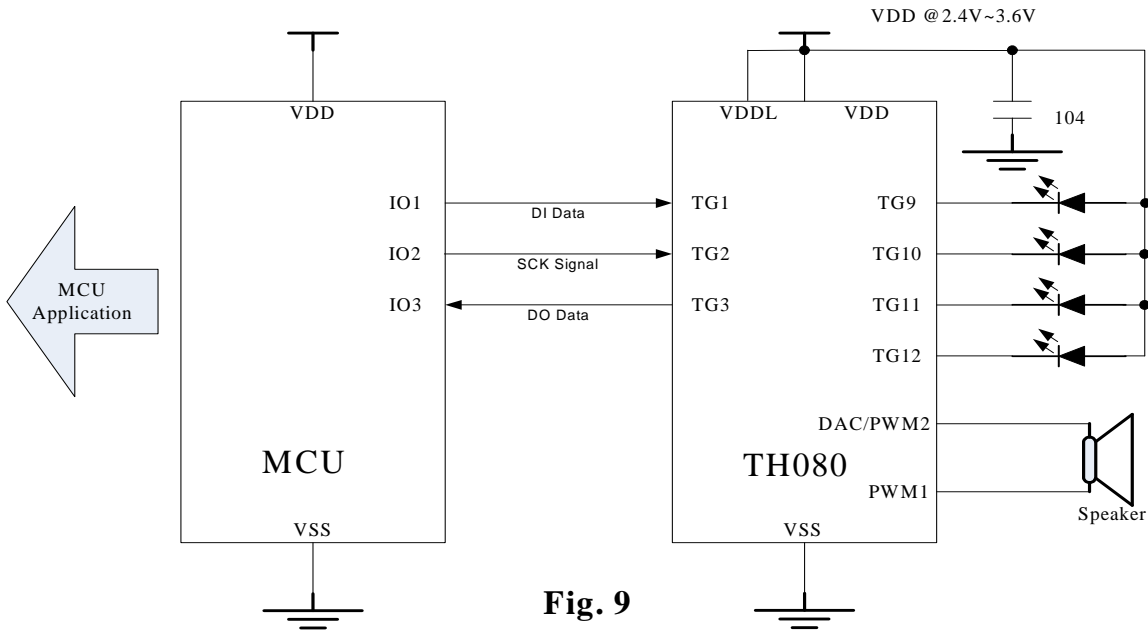 VDD @2.4V~3.6V
VDD
VDDL
VDD
104
IO1
DI Data
TG1
TG9
IO2
SCK Signal
TG2
TG10
MCU
Application
IO3
DO Data
TG3
TG11
TG12
DAC/PWM2
MCU
TH080
PWM1
Speaker
VSS
VSS
Fig. 9